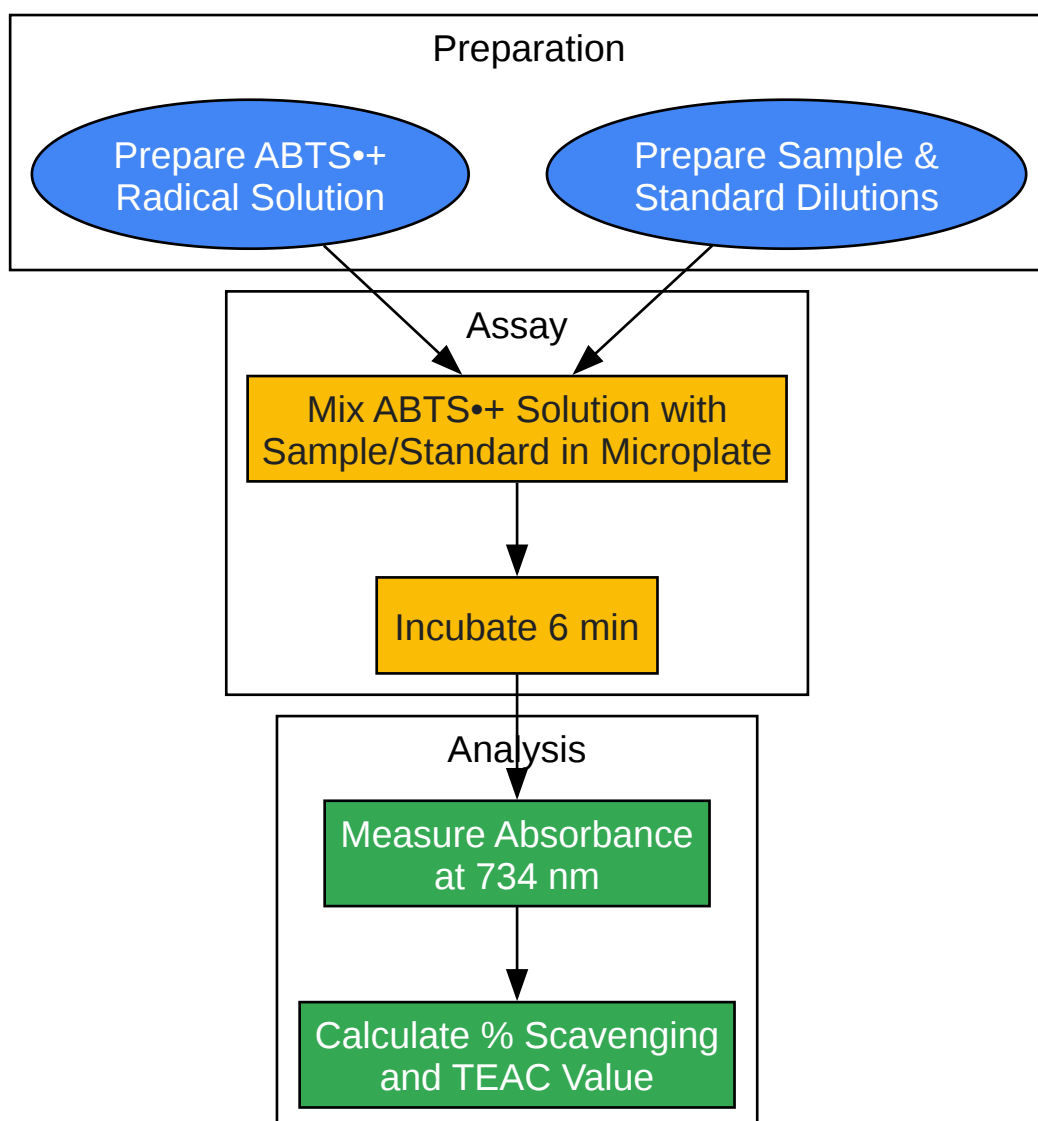 Preparation
Prepare ABTS•+
Radical Solution
Prepare Sample &
Standard Dilutions
Assay
Mix ABTS•+ Solution with
Sample/Standard in Microplate
Incubate 6 min
Analysis
Measure Absorbance
at 734 nm
Calculate % Scavenging
and TEAC Value